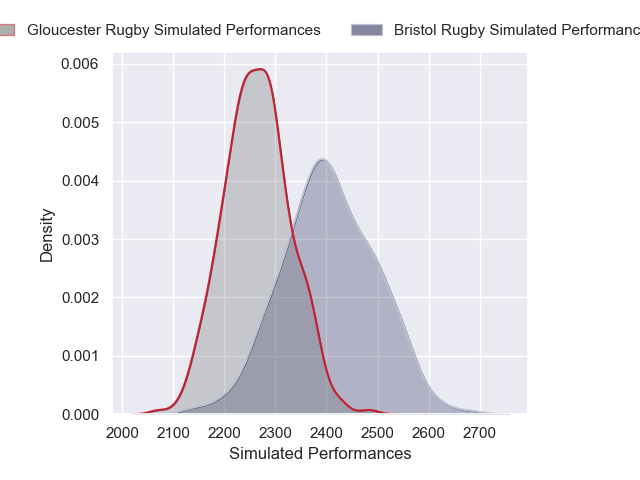 Gloucester Rugby Simulated Performances
Bristol Rugby Simulated Performanc
0.006
0.005
0.004
0.003
0.002
0.001
0.000
Density
2000 2100 2200 2300 2400 2500 2600 2700
Simulated Performances